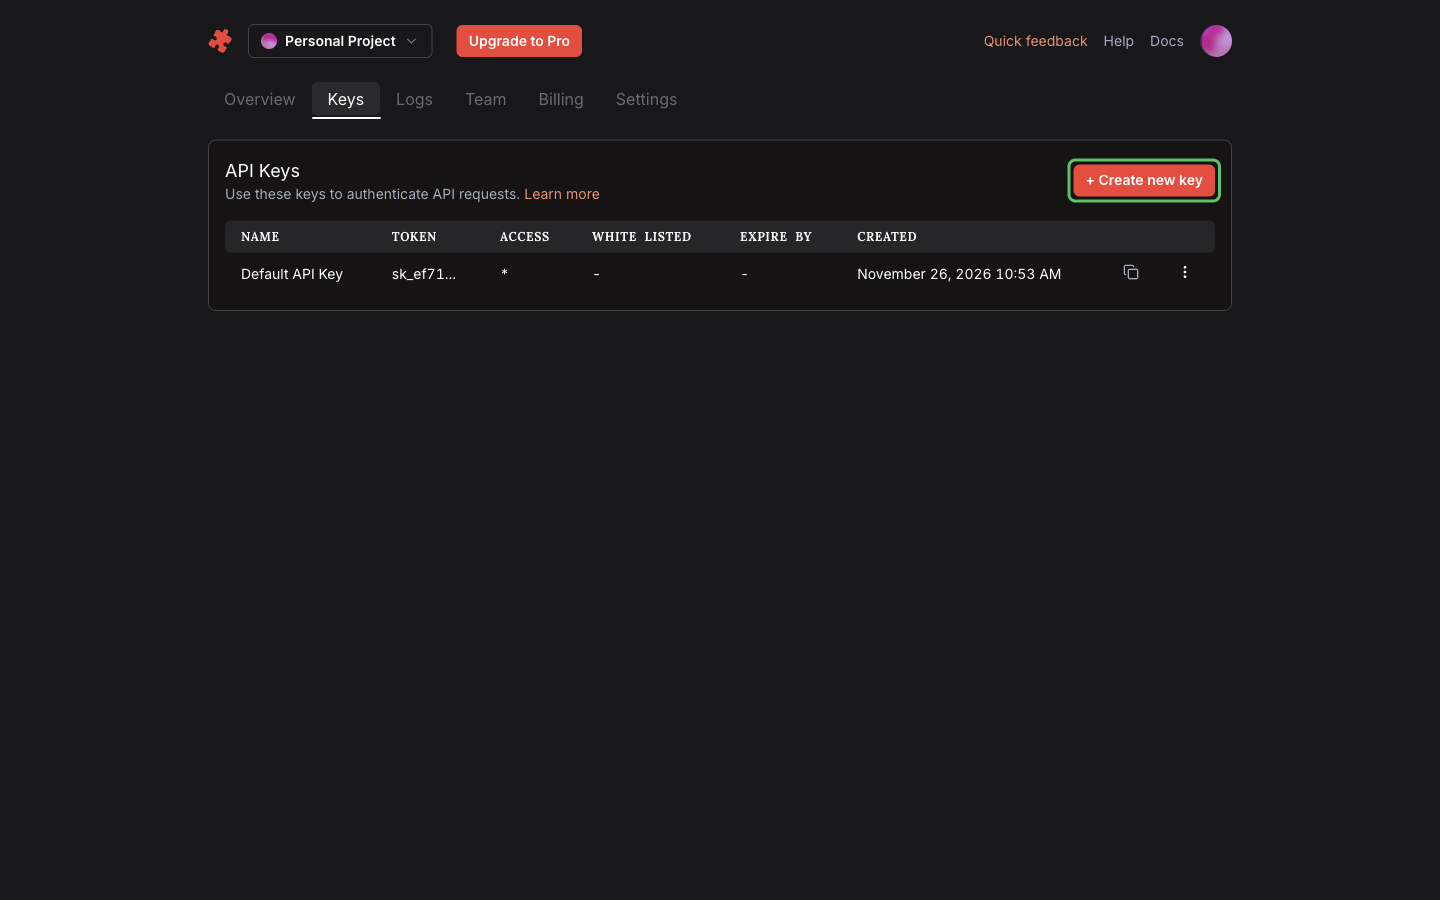 Personal Project
Upgrade to Pro
Quick feedback Help Docs
Overview Keys Logs Team Billing Settings
API Keys
Use these keys to authenticate API requests. Learn more
+ Create new key
NAME TOKEN ACCESS WHITE LISTED EXPIRE BY CREATED
Default API Key sk_ef71... * - - November 26, 2026 10:53 AM